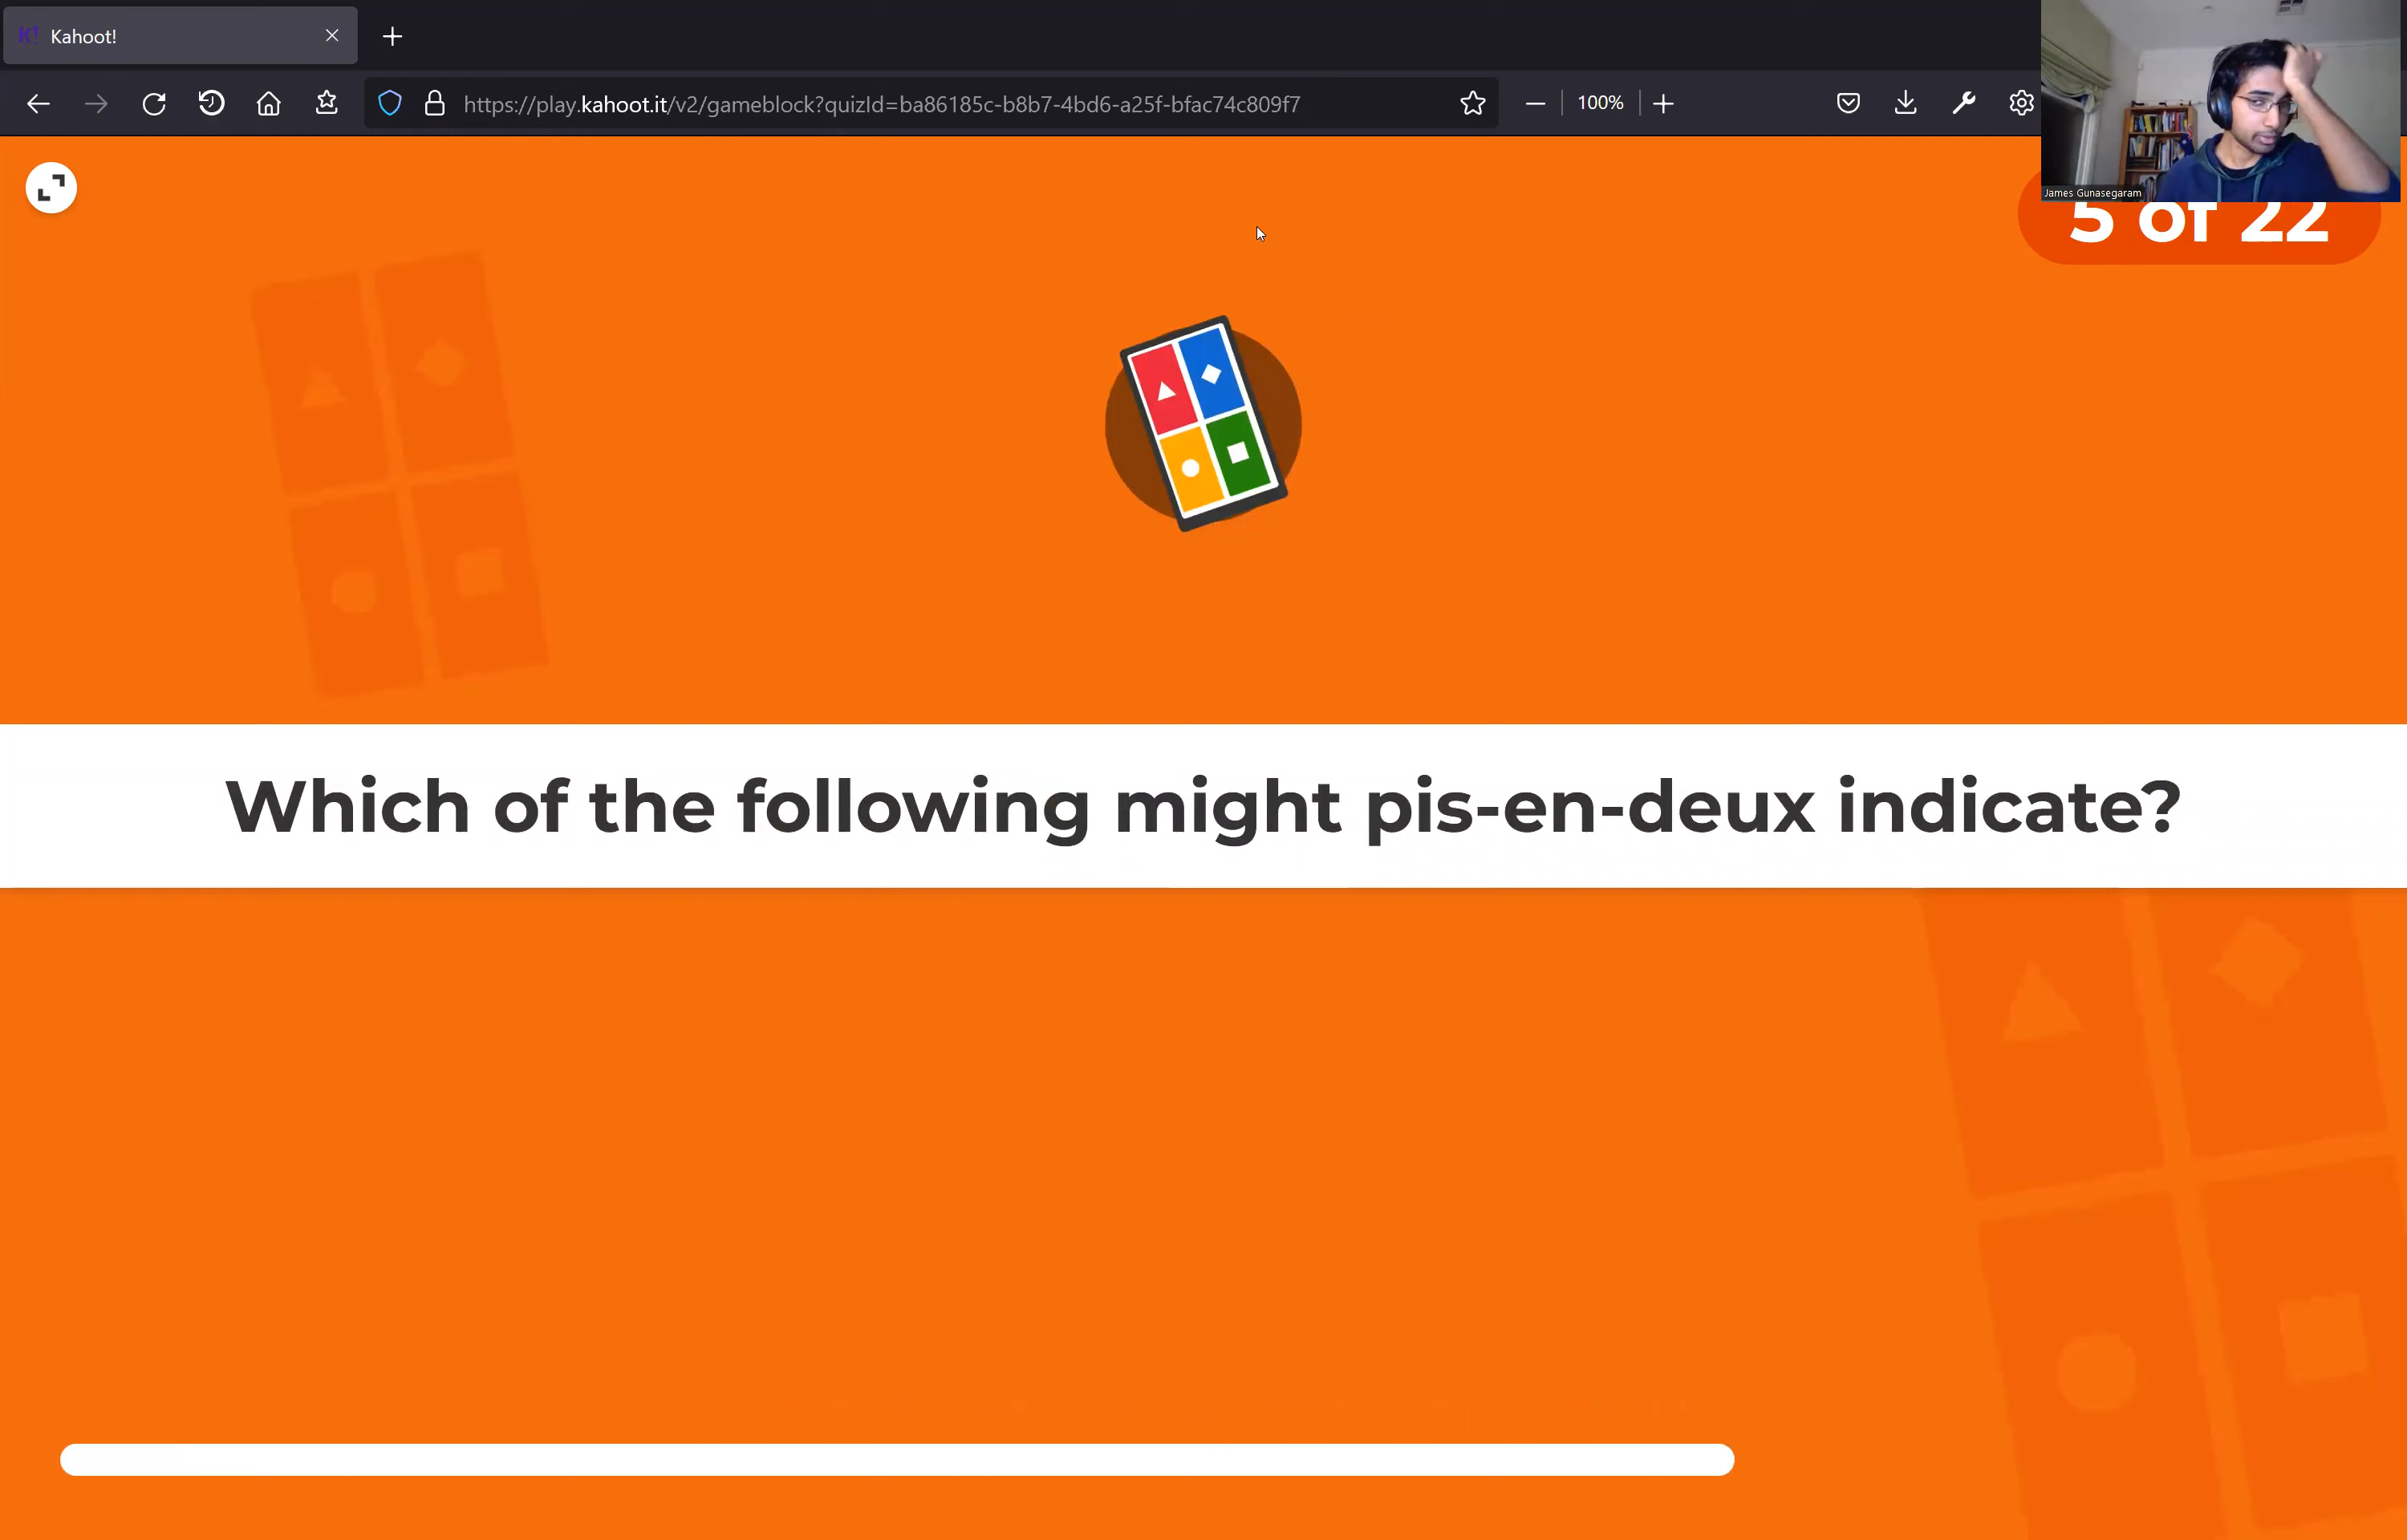 K! Kahoot!
https://play.kahoot.it/v2/gameblock?quizId=ba86185c-b8b7-4bd6-a25f-bfac74c809f7
100%
James Gunasegaram
5 of 22
Which of the following might pis-en-deux indicate?